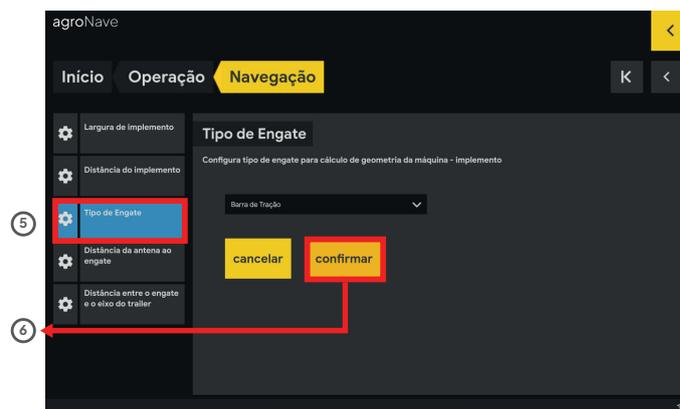 agroNave
Início Operação Navegação
Largura de implemento
Distância do implemento
Tipo de Engate
Distância da antena ao
engate
Distância entre o engate
e o eixo do trailer
Tipo de Engate
Configura tipo de engate para cálculo de geometria da máquina - implemento
Barra de Tração
cancelar confirmar
5
6